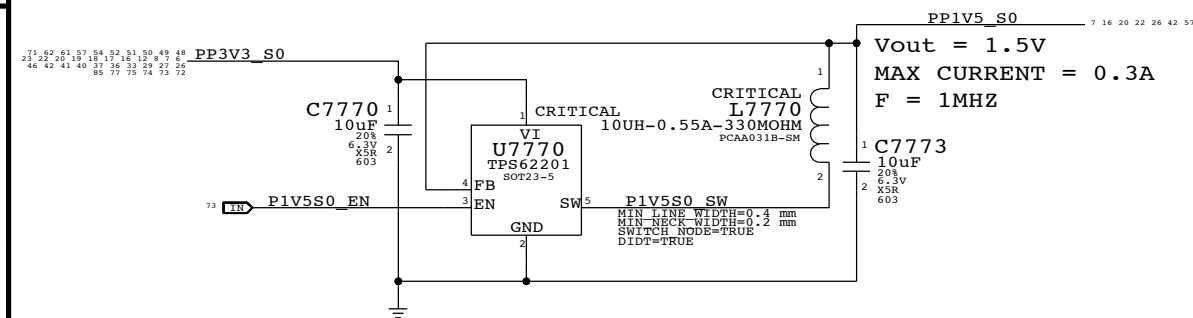 PP1V5_S0
7 16 20 22 26 42 57
71 62 61 57 54 52 51 50 49 48
23 22 20 19 18 17 16 12 8 7 6
46 42 41 40 37 36 33 29 27 26
85 77 75 74 73 72
PP3V3_S0
Vout = 1.5V
MAX CURRENT = 0.3A
F = 1MHZ
C7770
10uF
20%
6.3V
X5R
603
1
2
1
CRITICAL
VI
U7770
TPS62201
SOT23-5
4
FB
3
EN
SW
5
GND
2
1
CRITICAL
L7770
10UH-0.55A-330MOHM
PCAA031B-SM
2
1
C7773
10uF
20%
6.3V
2
X5R
603
73
IN
P1V5S0_EN
P1V5S0_SW
MIN_LINE_WIDTH=0.4 mm
MIN_NECK_WIDTH=0.2 mm
SWITCH_NODE=TRUE
DIDT=TRUE